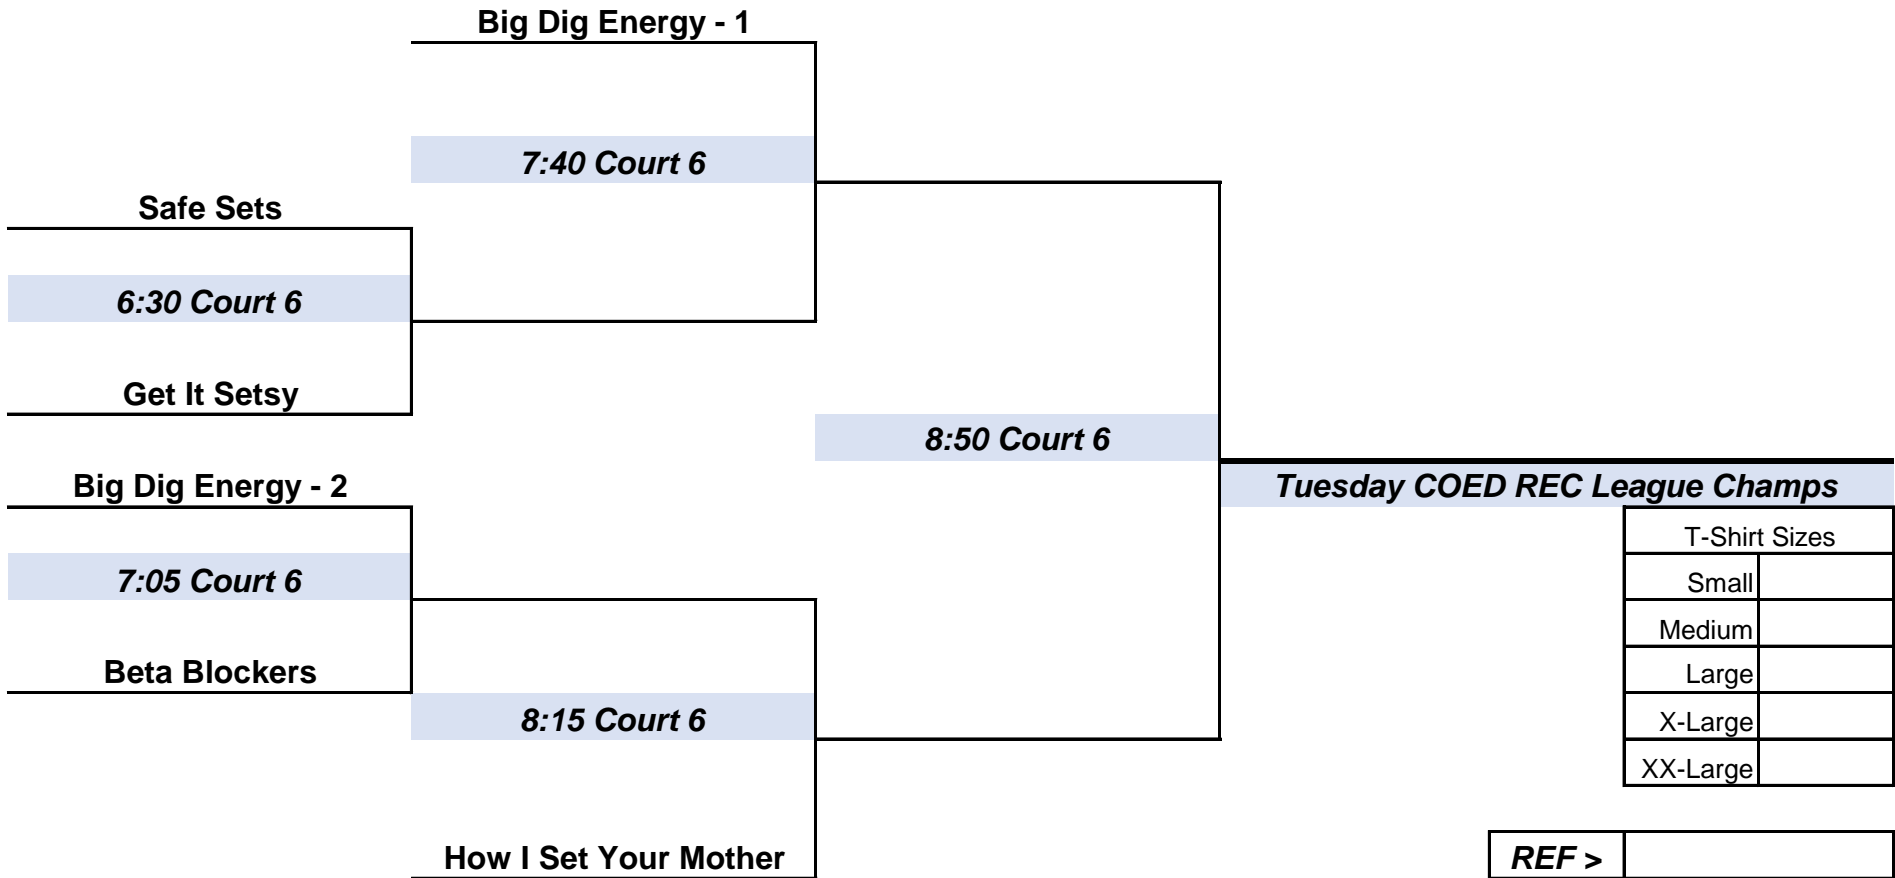 Big Dig Energy - 1
7:40 Court 6
Safe Sets
6:30 Court 6
Get It Setsy
8:50 Court 6
Big Dig Energy - 2
Tuesday COED REC League Champs
T-Shirt Sizes
7:05 Court 6
Small
Medium
Beta Blockers
Large
8:15 Court 6
X-Large
XX-Large
How I Set Your Mother
REF >